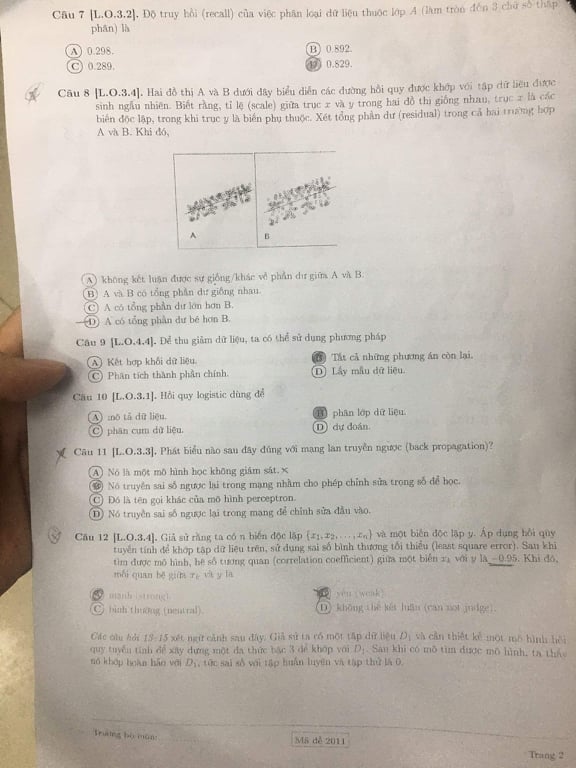 Câu 7 [L.O.3.2]. Độ truy hồi (recall) của việc phân loại dữ liệu thuộc lớp A (làm tròn đến 3 chữ số thập
phân) là
A 0.298. B 0.892.
C 0.289. 0.829.
Câu 8 [L.O.3.4]. Hai đồ thị A và B dưới đây biểu diễn các đường hồi quy được khớp với tập dữ liệu được
sinh ngẫu nhiên. Biết rằng, tỉ lệ (scale) giữa trục x và y trong hai đồ thị giống nhau, trục x là các
biến độc lập, trong khi trục y là biến phụ thuộc. Xét tổng phần dư (residual) trong cả hai trường hợp
A và B. Khi đó,
A B
A không kết luận được sự giống/khác về phần dư giữa A và B.
B A và B có tổng phần dư giống nhau.
C A có tổng phần dư lớn hơn B.
D A có tổng phần dư bé hơn B.
Câu 9 [L.O.4.4]. Để thu giảm dữ liệu, ta có thể sử dụng phương pháp
A Kết hợp khối dữ liệu. Tất cả những phương án còn lại.
C Phân tích thành phần chính. D Lấy mẫu dữ liệu.
Câu 10 [L.O.3.1]. Hồi quy logistic dùng để
A mô tả dữ liệu. B phân lớp dữ liệu.
C phân cụm dữ liệu. D dự đoán.
Câu 11 [L.O.3.3]. Phát biểu nào sau đây đúng với mạng lan truyền ngược (back propagation)?
A Nó là một mô hình học không giám sát. ×
Nó truyền sai số ngược lại trong mạng nhằm cho phép chỉnh sửa trọng số để học.
C Đó là tên gọi khác của mô hình perceptron.
D Nó truyền sai số ngược lại trong mạng để chỉnh sửa đầu vào.
Câu 12 [L.O.3.4]. Giả sử rằng ta có n biến độc lập {x₁, x₂, . . . , xₙ} và một biến độc lập y. Áp dụng hồi quy
tuyến tính để khớp tập dữ liệu trên, sử dụng sai số bình thương tối thiểu (least square error). Sau khi
tìm được mô hình, hệ số tương quan (correlation coefficient) giữa một biến xₖ với y là −0.95. Khi đó,
mối quan hệ giữa xₖ và y là
mạnh (strong). yếu (weak).
C bình thường (neutral). D không thể kết luận (can not judge).
Các câu hỏi 13–15 xét ngữ cảnh sau đây. Giả sử ta có một tập dữ liệu D₁ và cần thiết kế một mô hình hồi
quy tuyến tính để xây dựng một đa thức bậc 3 để khớp với D₁. Sau khi có mô tìm được mô hình, ta thấy
nó khớp hoàn hảo với D₁, tức sai số với tập huấn luyện và tập thử là 0.
Trưởng bộ môn:
Mã đề 2011
Trang 2